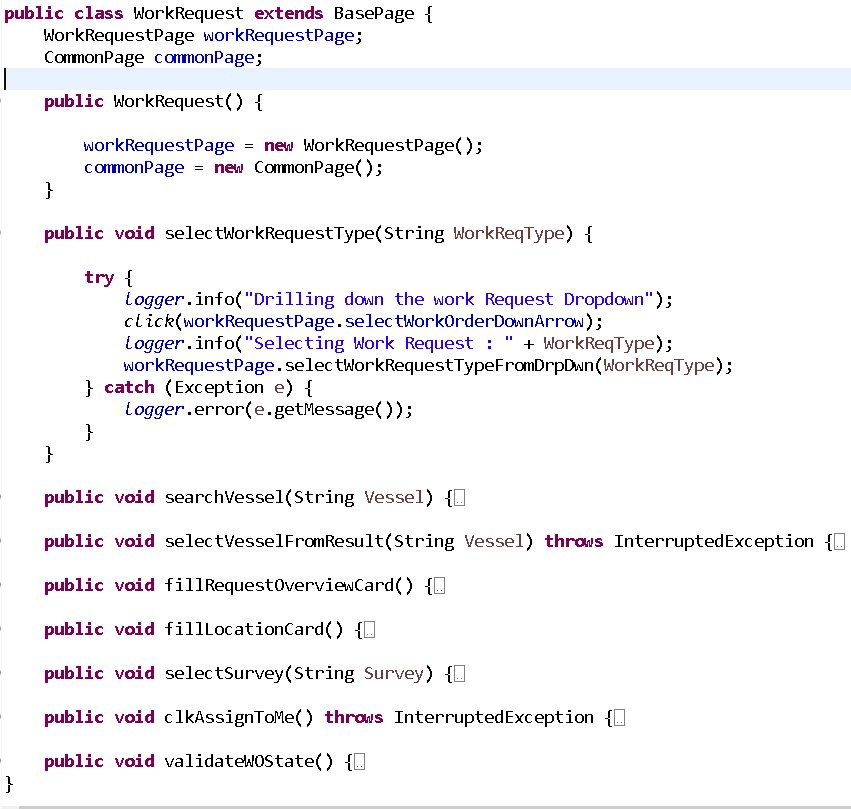 public class WorkRequest extends BasePage {
    WorkRequestPage workRequestPage;
    CommonPage commonPage;
    public WorkRequest() {
        workRequestPage = new WorkRequestPage();
        commonPage = new CommonPage();
    }
    public void selectWorkRequestType(String WorkReqType) {
        try {
            logger.info("Drilling down the work Request Dropdown");
            click(workRequestPage.selectWorkOrderDownArrow);
            logger.info("Selecting Work Request : " + WorkReqType);
            workRequestPage.selectWorkRequestTypeFromDrpDwn(WorkReqType);
        } catch (Exception e) {
            logger.error(e.getMessage());
        }
    }
    public void searchVessel(String Vessel) {
    public void selectVesselFromResult(String Vessel) throws InterruptedException {
    public void fillRequestOverviewCard() {
    public void fillLocationCard() {
    public void selectSurvey(String Survey) {
    public void clkAssignToMe() throws InterruptedException {
    public void validateWOState() {
}